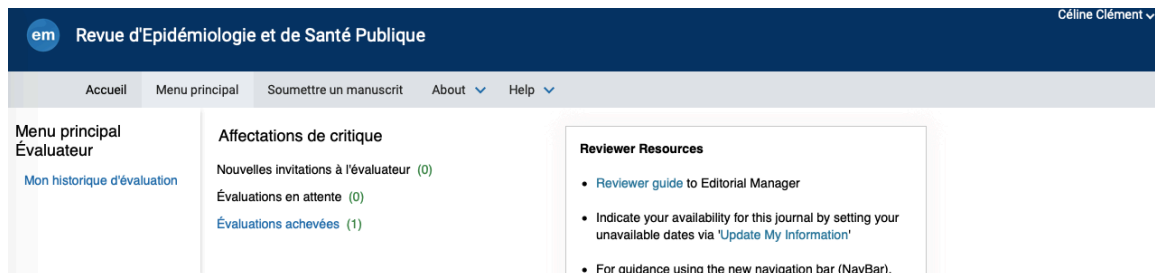 Céline Clément
em
Revue d'Epidémiologie et de Santé Publique
Accueil Menu principal Soumettre un manuscrit About Help
Menu principal
Évaluateur
Mon historique d'évaluation
Affectations de critique
Nouvelles invitations à l'évaluateur (0)
Évaluations en attente (0)
Évaluations achevées (1)
Reviewer Resources
• Reviewer guide to Editorial Manager
• Indicate your availability for this journal by setting your
unavailable dates via 'Update My Information'
• For guidance using the new navigation bar (NavBar),